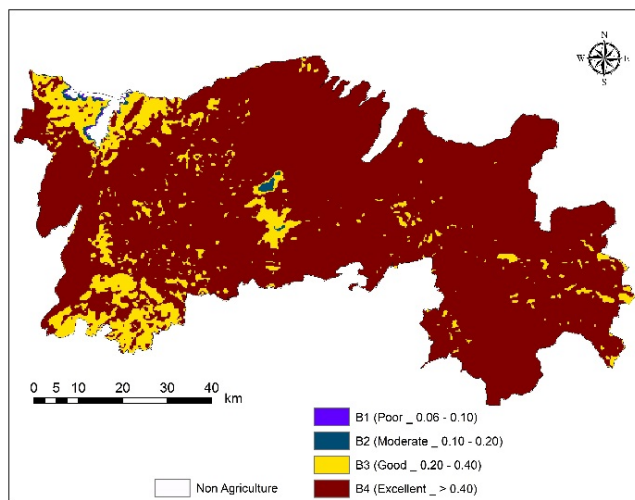 N
W E
S
0 5 10 20 30 40
km
B1 (Poor _ 0.06 - 0.10)
B2 (Moderate _ 0.10 - 0.20)
B3 (Good _ 0.20 - 0.40)
Non Agriculture
B4 (Excellent _ > 0.40)